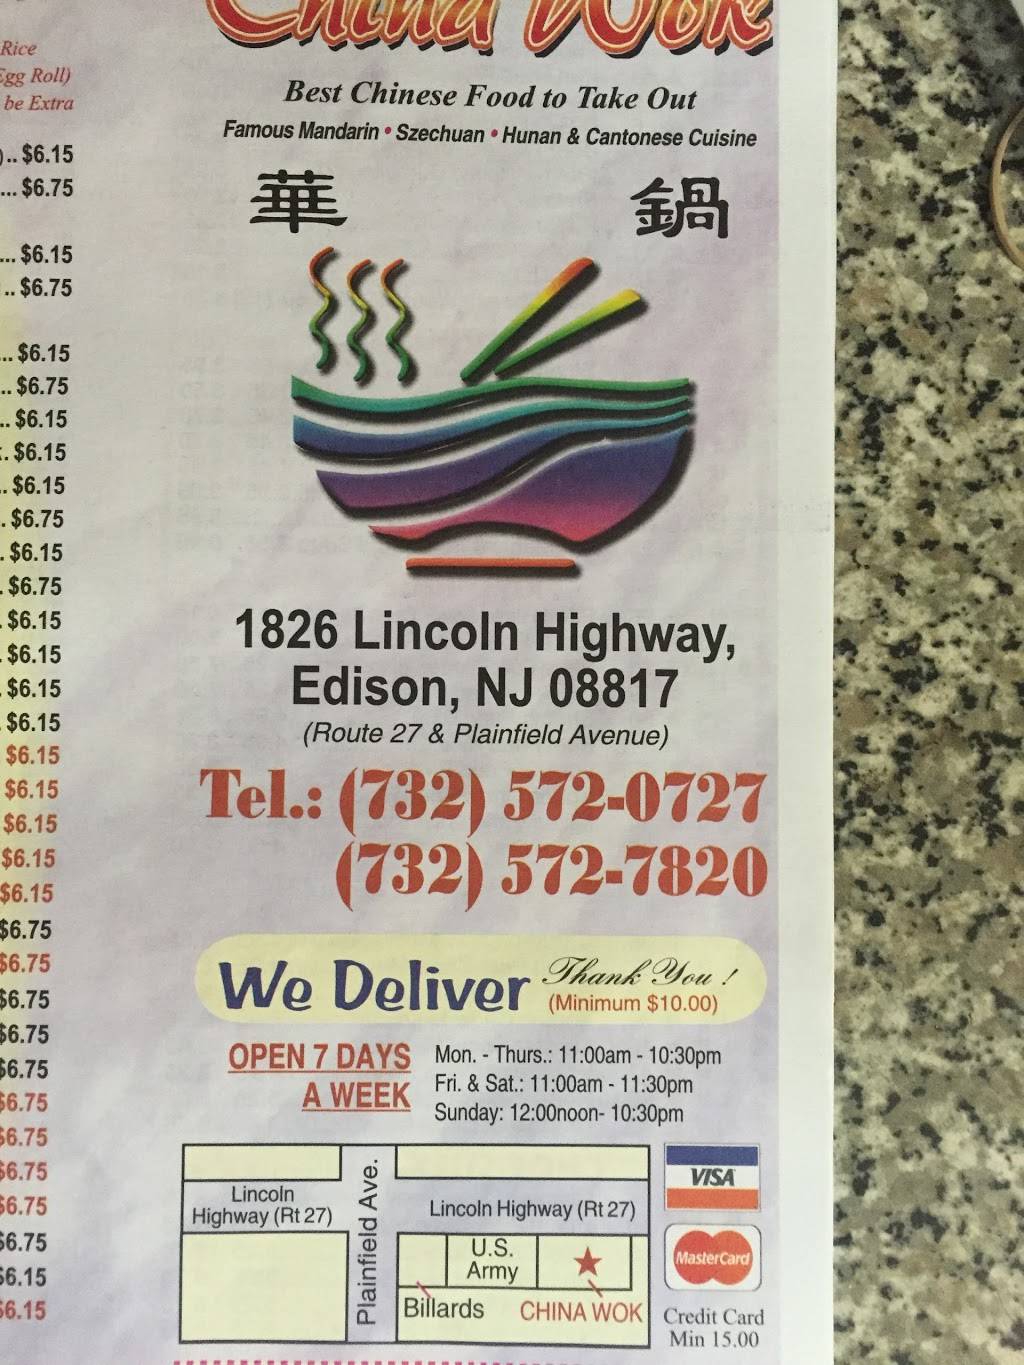 China Wok
Best Chinese Food to Take Out
Famous Mandarin • Szechuan • Hunan & Cantonese Cuisine
華 鍋
1826 Lincoln Highway,
Edison, NJ 08817
(Route 27 & Plainfield Avenue)
Tel.: (732) 572-0727
(732) 572-7820
We Deliver Thank You !
(Minimum $10.00)
OPEN 7 DAYS
A WEEK
Mon. - Thurs.: 11:00am - 10:30pm
Fri. & Sat.: 11:00am - 11:30pm
Sunday: 12:00noon- 10:30pm
Lincoln
Highway (Rt 27)
Plainfield Ave.
Lincoln Highway (Rt 27)
U.S.
Army
Billards
CHINA WOK
VISA
MasterCard
Credit Card
Min 15.00
Rice
Egg Roll)
be Extra
).. $6.15
... $6.75
... $6.15
.. $6.75
... $6.15
.. $6.75
.. $6.15
. $6.15
. $6.15
. $6.75
. $6.15
. $6.75
. $6.15
. $6.15
. $6.15
. $6.15
$6.15
$6.15
$6.15
$6.15
$6.15
$6.75
$6.75
$6.75
$6.75
$6.75
$6.75
$6.75
$6.75
$6.75
$6.75
$6.15
$6.15